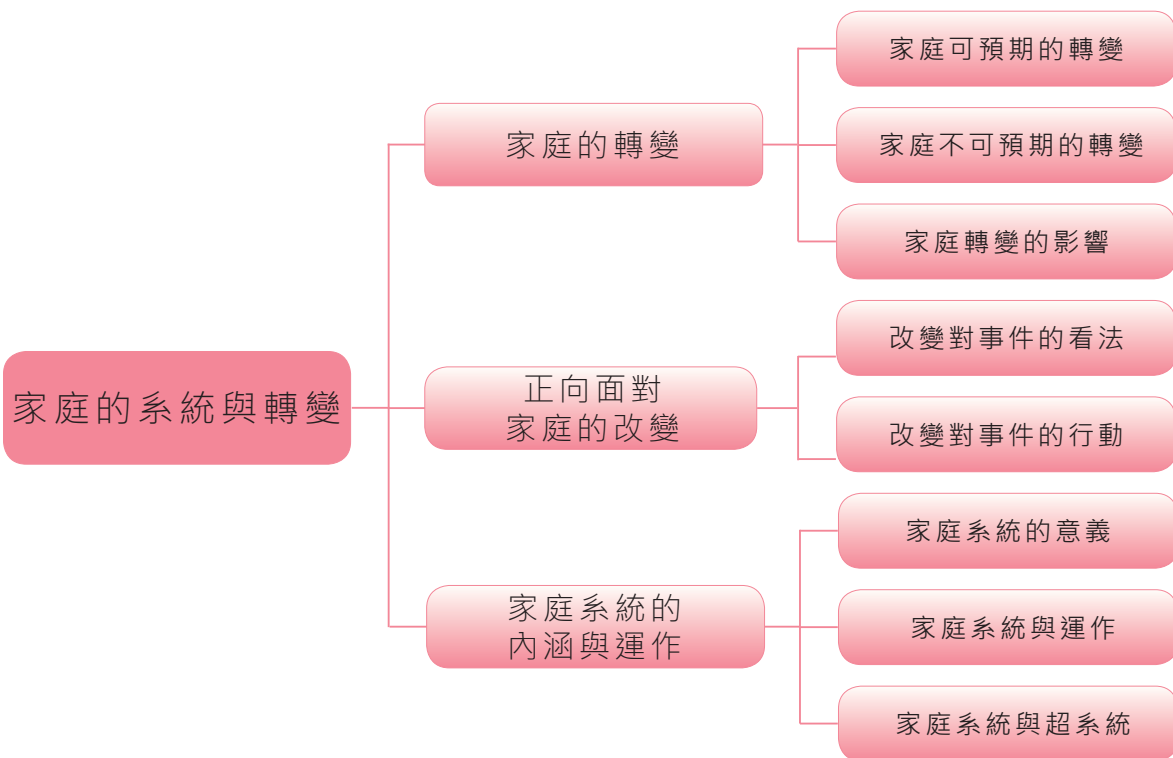 家庭的系統與轉變
家庭的轉變
家庭可預期的轉變
家庭不可預期的轉變
家庭轉變的影響
正向面對
家庭的改變
改變對事件的看法
改變對事件的行動
家庭系統的
內涵與運作
家庭系統的意義
家庭系統與運作
家庭系統與超系統